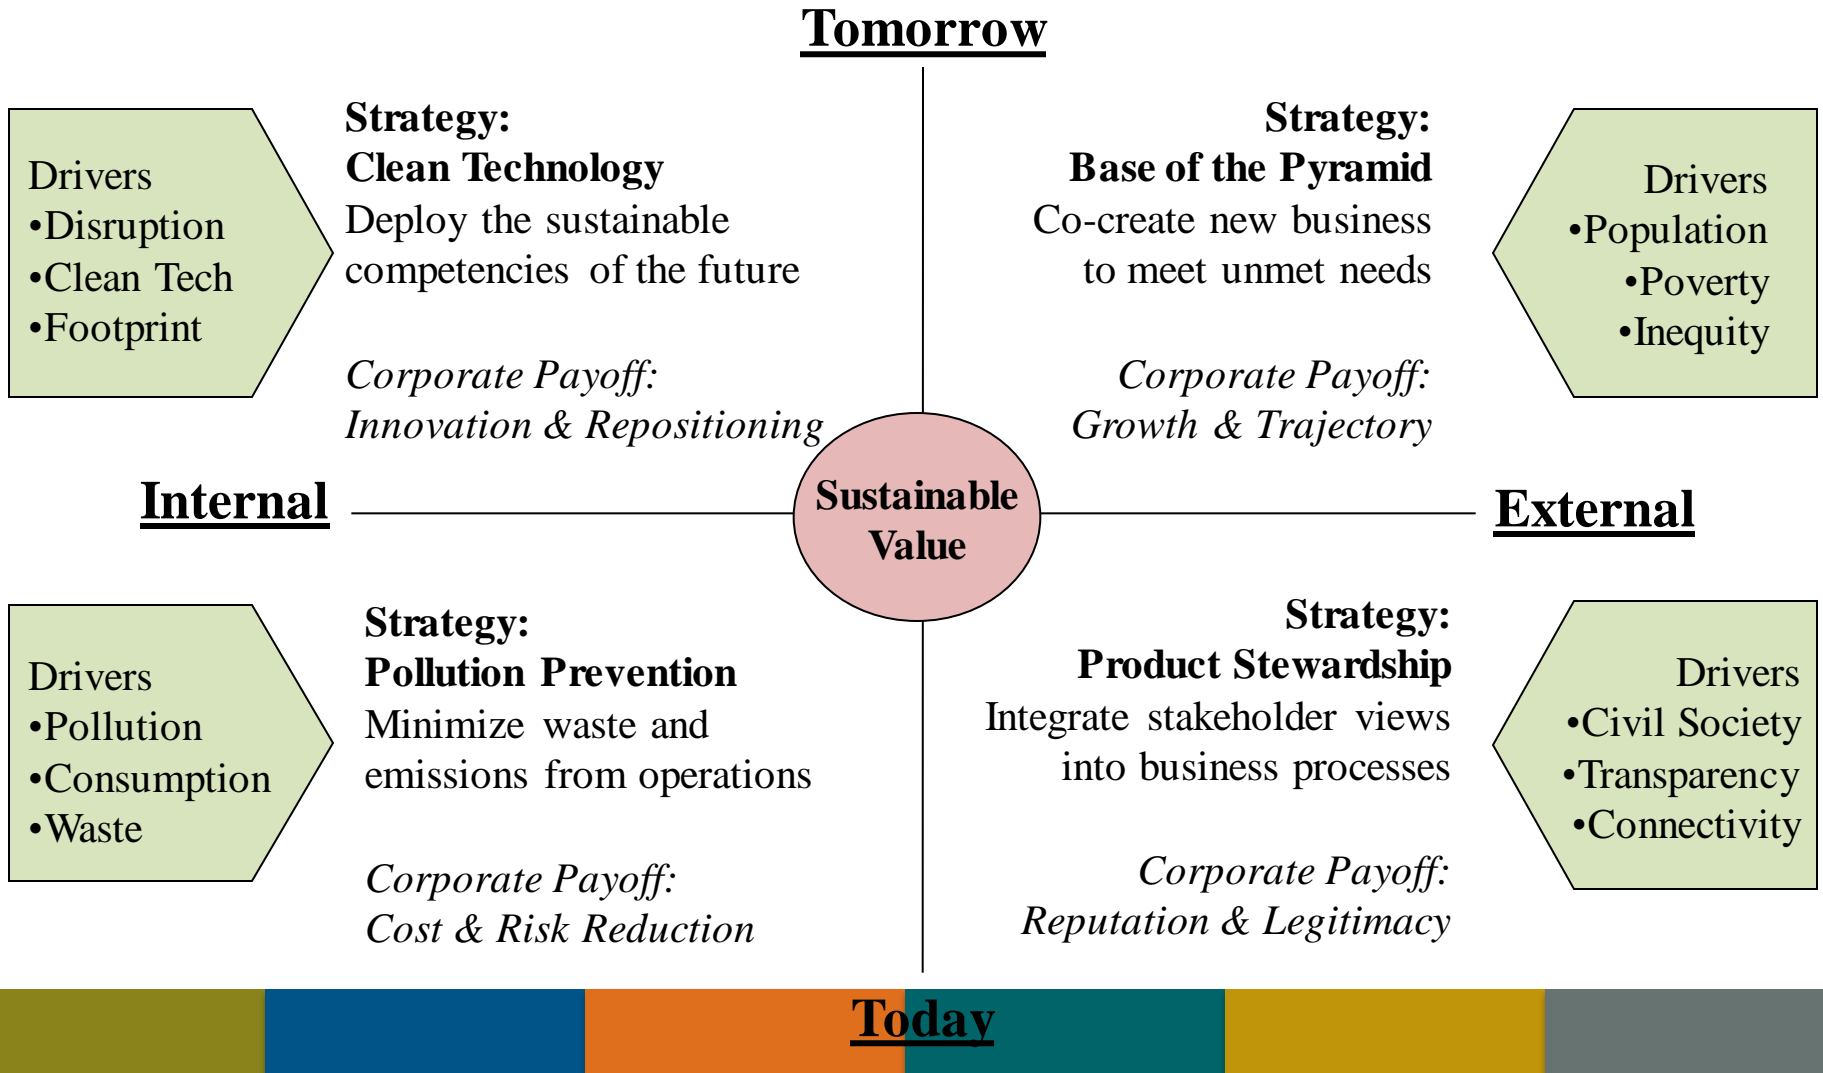 Tomorrow
Drivers
•Disruption
•Clean Tech
•Footprint
Strategy:
Clean Technology
Deploy the sustainable
competencies of the future
Corporate Payoff:
Innovation & Repositioning
Strategy:
Base of the Pyramid
Co-create new business
to meet unmet needs
Corporate Payoff:
Growth & Trajectory
Drivers
•Population
•Poverty
•Inequity
Internal
Sustainable
Value
External
Drivers
•Pollution
•Consumption
•Waste
Strategy:
Pollution Prevention
Minimize waste and
emissions from operations
Corporate Payoff:
Cost & Risk Reduction
Strategy:
Product Stewardship
Integrate stakeholder views
into business processes
Corporate Payoff:
Reputation & Legitimacy
Drivers
•Civil Society
•Transparency
•Connectivity
Today